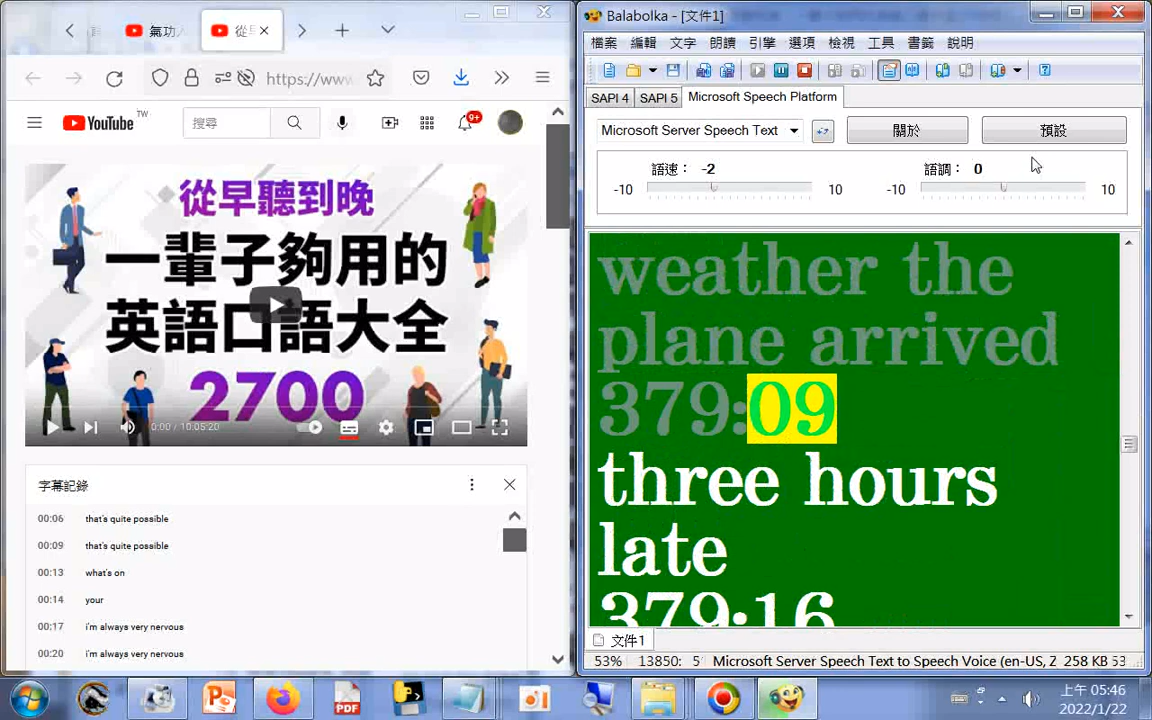 氣功
從
https://www
YouTube TW
搜尋
9+
從早聽到晚
一輩子夠用的
英語口語大全
2700
0:00 / 10:05:20
字幕記錄
00:06 that's quite possible
00:09 that's quite possible
00:13 what's on
00:14 your
00:17 i'm always very nervous
00:20 i'm always very nervous
Balabolka - [文件1]
檔案 編輯 文字 朗讀 引擎 選項 檢視 工具 書籤 說明
SAPI 4 SAPI 5 Microsoft Speech Platform
Microsoft Server Speech Text 關於 預設
語速： -2 語調： 0
-10 10 -10 10
weather the
plane arrived
379:09
three hours
late
379:16
文件1
53% 13850: 5 Microsoft Server Speech Text to Speech Voice (en-US, Z 258 KB 53
PDF
上午 05:46
2022/1/22